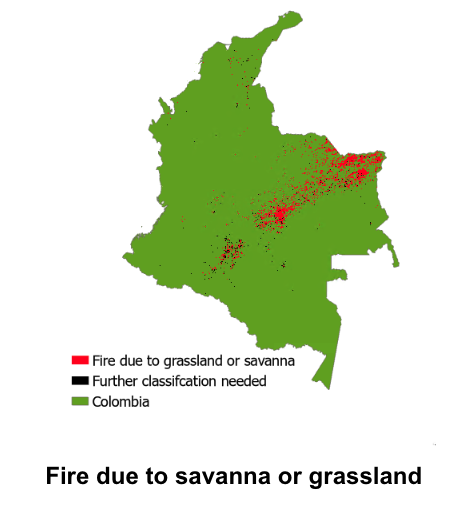 Fire due to grassland or savanna
Further classifcation needed
Colombia
Fire due to savanna or grassland